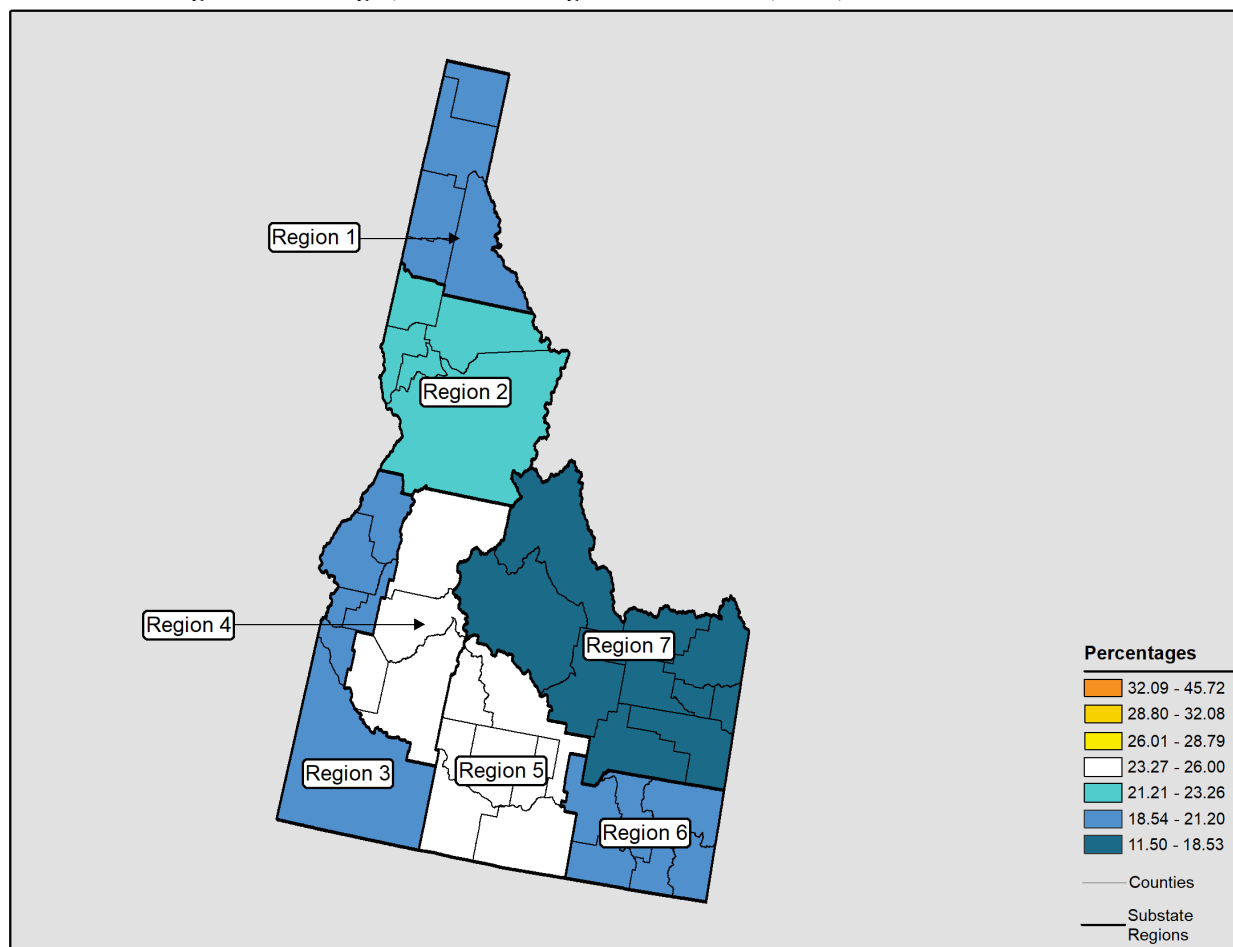 Region 1
Region 2
Region 4
Region 7
Region 3
Region 5
Region 6
Percentages
32.09 - 45.72
28.80 - 32.08
26.01 - 28.79
23.27 - 26.00
21.21 - 23.26
18.54 - 21.20
11.50 - 18.53
Counties
Substate
Regions